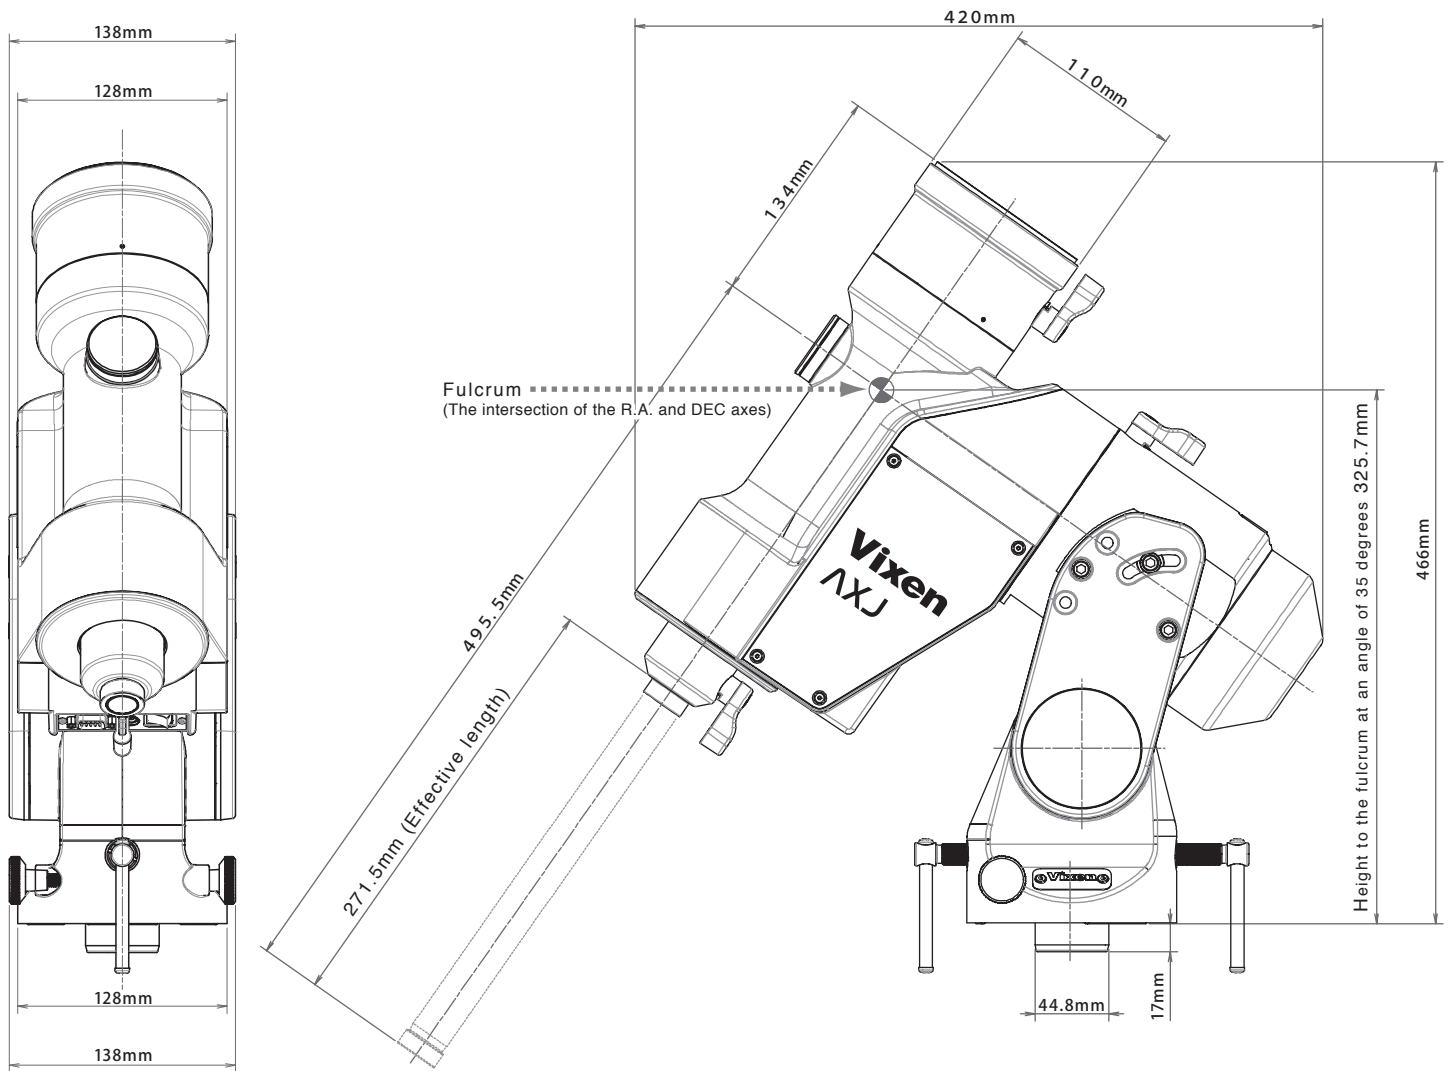 138mm
128mm
420mm
110mm
134mm
Fulcrum
(The intersection of the R.A. and DEC axes)
495.5mm
271.5mm (Effective length)
Vixen
AXJ
Height to the fulcrum at an angle of 35 degrees 325.7mm
466mm
Vixen
44.8mm
17mm
128mm
138mm